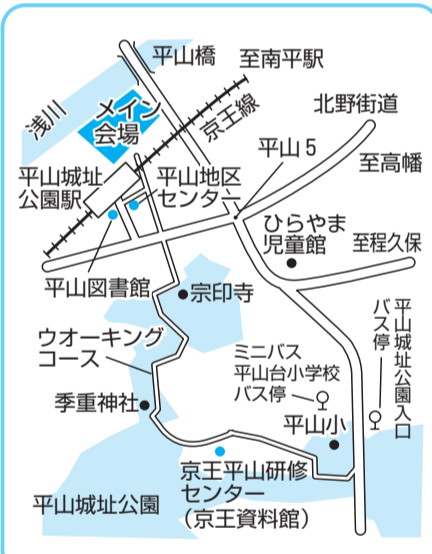 平山橋
至南平駅
浅川
メイン
会場
京王線
北野街道
平山5
至高幡
平山城址
公園駅
平山地区
センター
ひらやま
児童館
至程久保
平山図書館
宗印寺
ウオーキング
コース
ミニバス
平山台小学校
バス停
平山城址公園入口
バス停
季重神社
平山小
京王平山研修
センター
(京王資料館)
平山城址公園